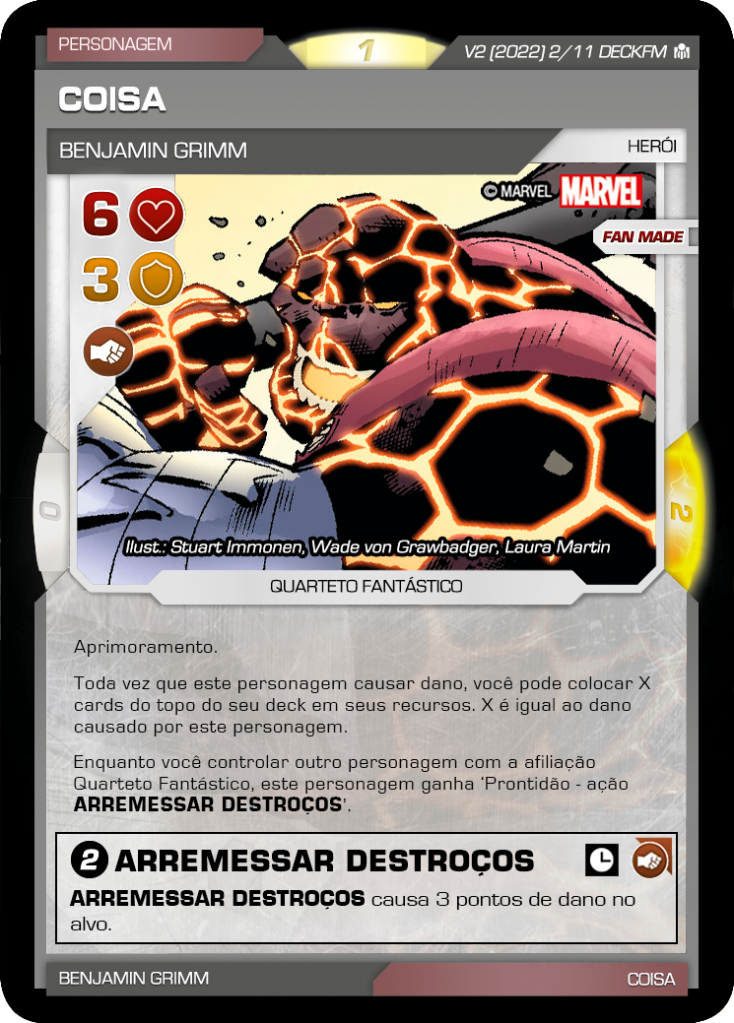 PERSONAGEM
1
V2 (2022) 2/11 DECKFM
COISA
BENJAMIN GRIMM
HERÓI
© MARVEL MARVEL
6
FAN MADE
3
0
2
Ilust.: Stuart Immonen, Wade von Grawbadger, Laura Martin
QUARTETO FANTÁSTICO
Aprimoramento.
Toda vez que este personagem causar dano, você pode colocar X
cards do topo do seu deck em seus recursos. X é igual ao dano
causado por este personagem.
Enquanto você controlar outro personagem com a afiliação
Quarteto Fantástico, este personagem ganha 'Prontidão - ação
ARREMESSAR DESTROÇOS'.
2 ARREMESSAR DESTROÇOS
ARREMESSAR DESTROÇOS causa 3 pontos de dano no
alvo.
BENJAMIN GRIMM
COISA